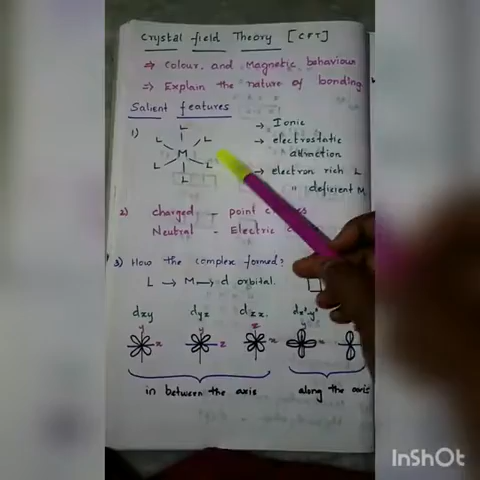 Crystal field Theory [CFT]
⇒ Colour, and Magnetic behaviour
⇒ Explain the nature of bonding
Salient features
1)
L
L L
M
L L
L
→ Ionic
→ electrostatic
attraction
→ electron rich L
" deficient M
2) charged - point
Neutral - Electric
3) How the complex formed?
L → M → d orbital.
dxy dyz dzx. dx²-y²
y y z y
x z x x
in between the axis
along the axis
InShOt